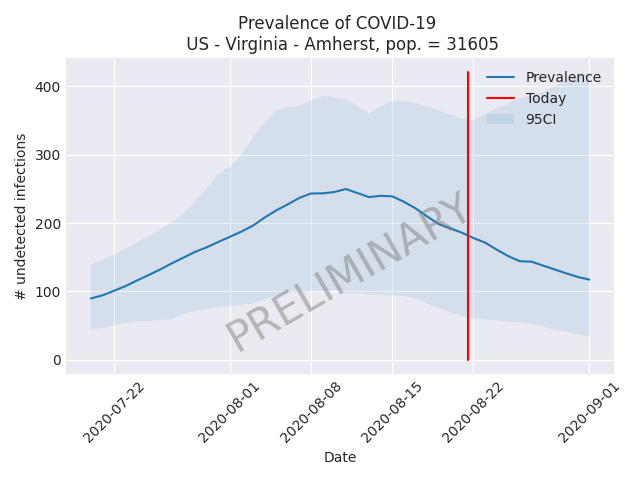 Prevalence of COVID-19
US - Virginia - Amherst, pop. = 31605
# undetected infections
400
300
200
100
0
Prevalence
Today
95CI
PRELIMINARY
2020-07-22
2020-08-01
2020-08-08
2020-08-15
2020-08-22
2020-09-01
Date